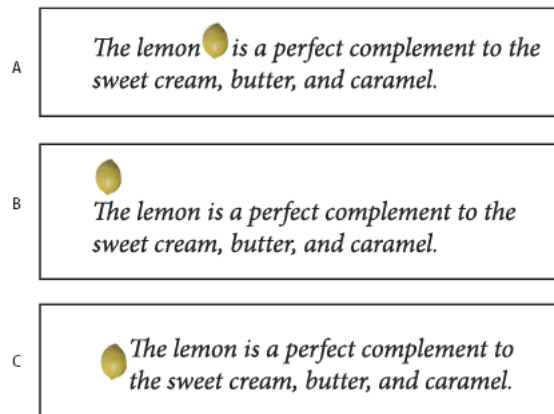 A
The lemon is a perfect complement to the
sweet cream, butter, and caramel.
B
The lemon is a perfect complement to the
sweet cream, butter, and caramel.
C
The lemon is a perfect complement to
the sweet cream, butter, and caramel.